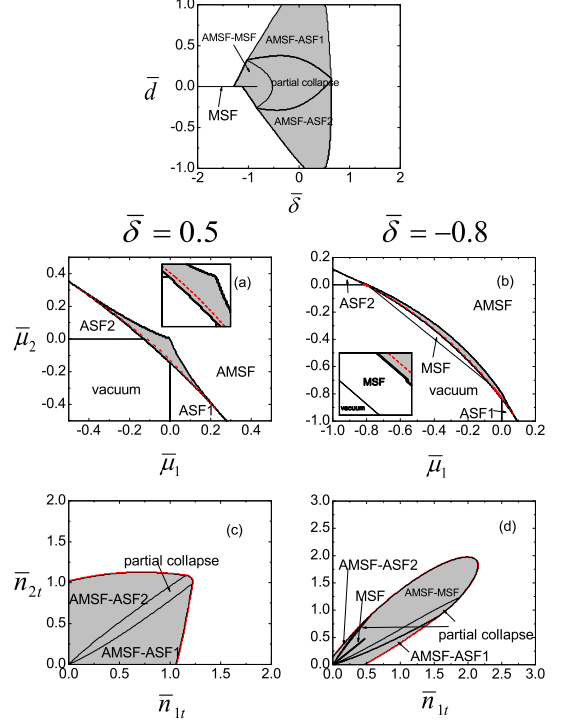 1.0
AMSF-MSF
AMSF-ASF1
0.5
d̅
0.0
partial collapse
MSF
-0.5
AMSF-ASF2
-1.0
-2 -1 0 1 2
δ̅
δ̅ = 0.5
δ̅ = −0.8
0.4
(a)
0.2
ASF2
μ̅₂
0.0
-0.2
vacuum
AMSF
-0.4
ASF1
-0.4 -0.2 0.0 0.2 0.4
μ̅₁
(b)
0.0
ASF2
AMSF
-0.2
-0.4
MSF
-0.6
MSF
vacuum
-0.8
vacuum
ASF1
-1.0
-1.0 -0.8 -0.6 -0.4 -0.2 0.0 0.2
μ̅₁
2.0
(c)
1.5
partial collapse
n̅₂ₜ
1.0
AMSF-ASF2
0.5
AMSF-ASF1
0.0
0.0 0.5 1.0 1.5 2.0
n̅₁ₜ
3.0
(d)
2.5
AMSF-ASF2
2.0
MSF
1.5
AMSF-MSF
1.0
partial collapse
0.5
AMSF-ASF1
0.0
0.0 0.5 1.0 1.5 2.0 2.5 3.0
n̅₁ₜ